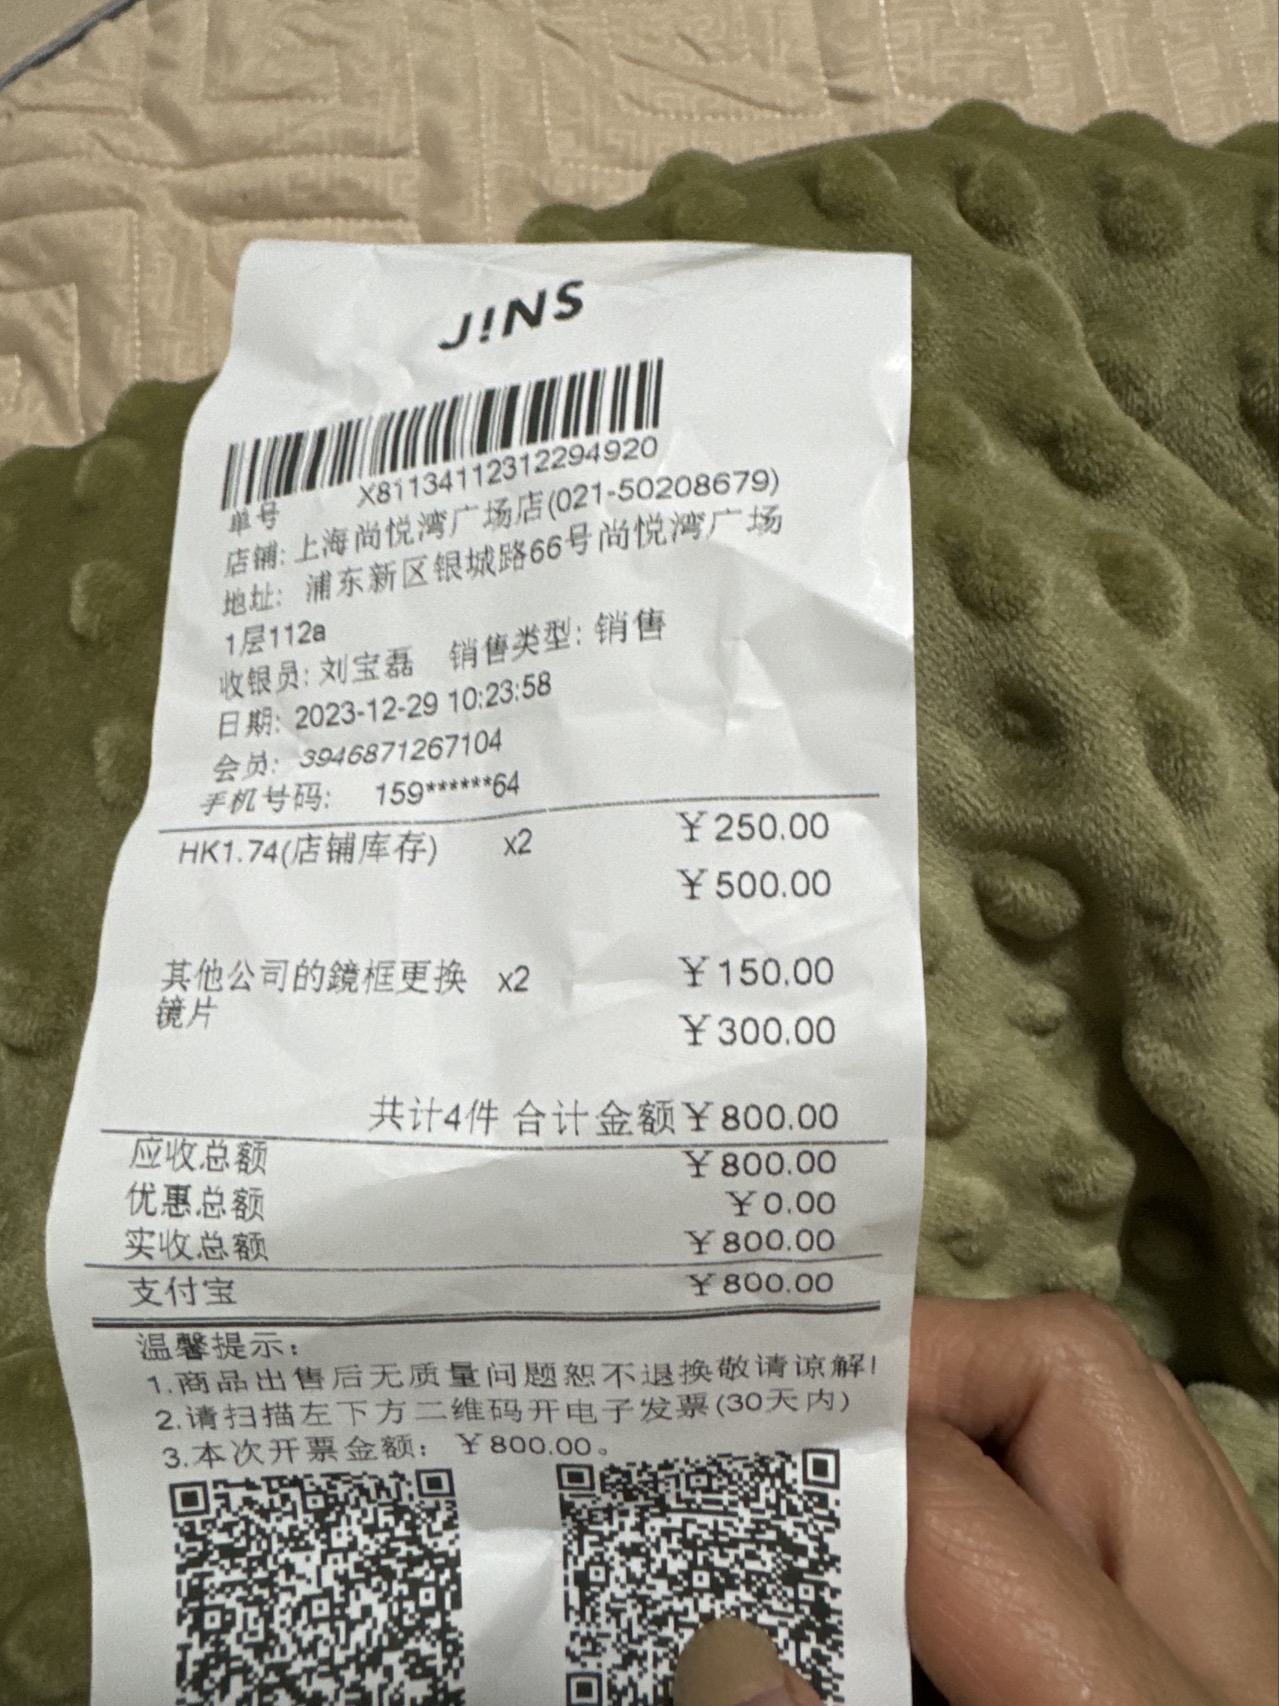 J!NS
X81134112312294920
单号
店铺: 上海尚悦湾广场店(021-50208679)
地址: 浦东新区银城路66号尚悦湾广场
1层112a
收银员: 刘宝磊 销售类型: 销售
日期: 2023-12-29 10:23:58
会员: 3946871267104
手机号码: 159******64
HK1.74(店铺库存) x2 ¥250.00
¥500.00
其他公司的鏡框更换 x2 ¥150.00
镜片
¥300.00
共计4件 合计金额¥800.00
应收总额 ¥800.00
优惠总额 ¥0.00
实收总额 ¥800.00
支付宝 ¥800.00
温馨提示:
1.商品出售后无质量问题恕不退换敬请谅解!
2.请扫描左下方二维码开电子发票(30天内)
3.本次开票金额: ¥800.00。